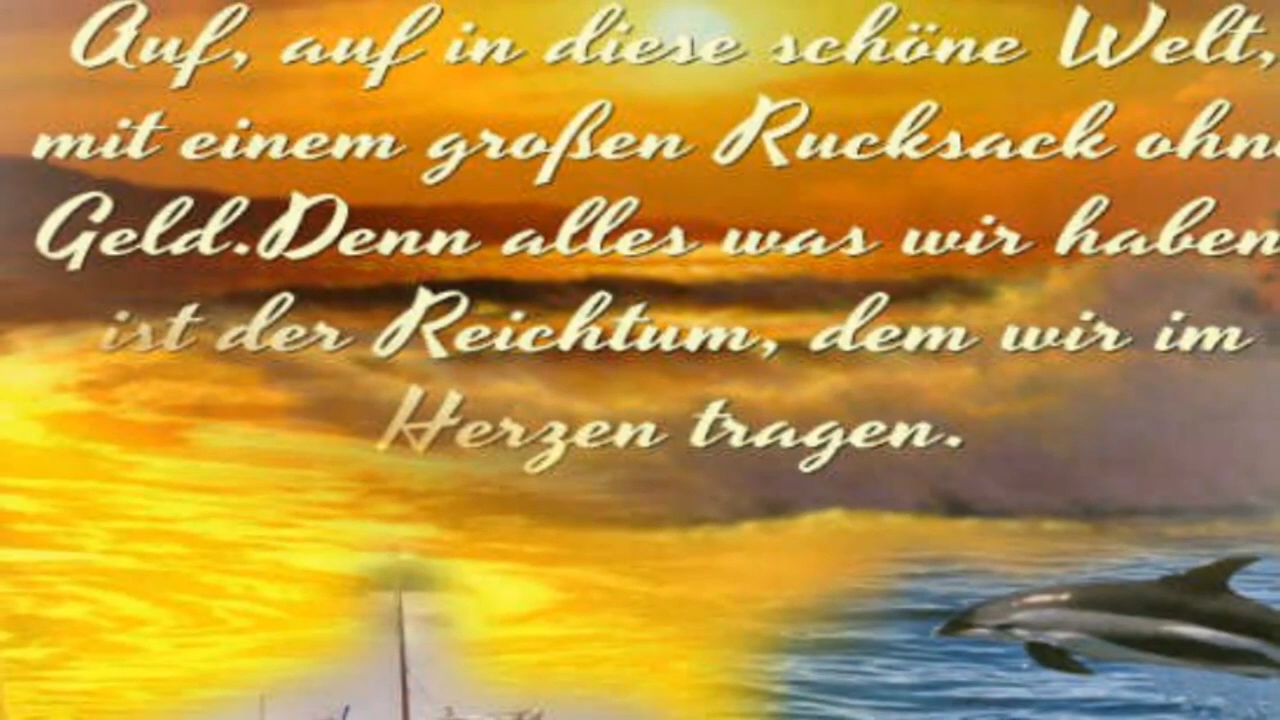 Auf, auf in diese schöne Welt,
mit einem großen Rucksack ohne
Geld.Denn alles was wir haben
ist der Reichtum, dem wir im
Herzen tragen.